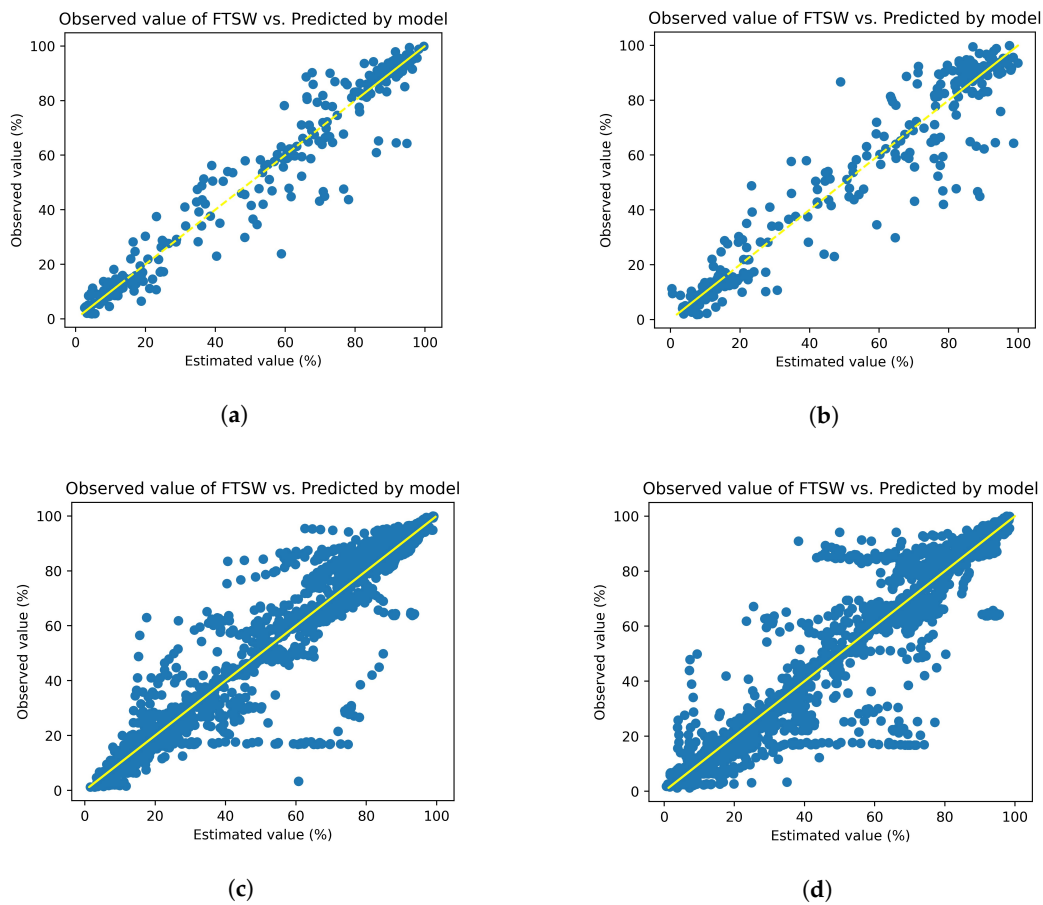 Observed value of FTSW vs. Predicted by model
100
80
60
40
20
0
Observed value (%)
0 20 40 60 80 100
Estimated value (%)
(a)
Observed value of FTSW vs. Predicted by model
100
80
60
40
20
0
Observed value (%)
0 20 40 60 80 100
Estimated value (%)
(b)
Observed value of FTSW vs. Predicted by model
100
80
60
40
20
0
Observed value (%)
0 20 40 60 80 100
Estimated value (%)
(c)
Observed value of FTSW vs. Predicted by model
100
80
60
40
20
0
Observed value (%)
0 20 40 60 80 100
Estimated value (%)
(d)